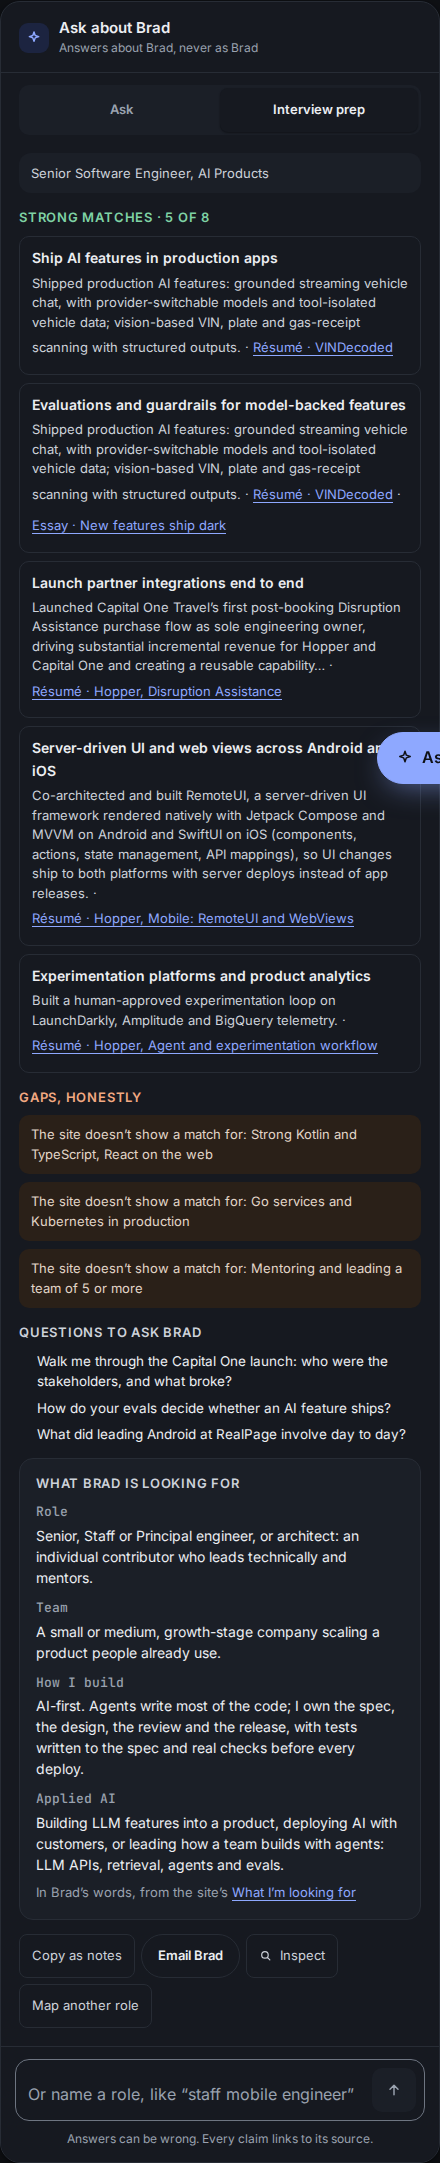 Ask about Brad
Answers about Brad, never as Brad
Ask
Interview prep
Senior Software Engineer, AI Products
STRONG MATCHES · 5 OF 8
Ship AI features in production apps
Shipped production AI features: grounded streaming vehicle
chat, with provider-switchable models and tool-isolated
vehicle data; vision-based VIN, plate and gas-receipt
scanning with structured outputs. · Résumé · VINDecoded
Evaluations and guardrails for model-backed features
Shipped production AI features: grounded streaming vehicle
chat, with provider-switchable models and tool-isolated
vehicle data; vision-based VIN, plate and gas-receipt
scanning with structured outputs. · Résumé · VINDecoded ·
Essay · New features ship dark
Launch partner integrations end to end
Launched Capital One Travel’s first post-booking Disruption
Assistance purchase flow as sole engineering owner,
driving substantial incremental revenue for Hopper and
Capital One and creating a reusable capability… ·
Résumé · Hopper, Disruption Assistance
Server-driven UI and web views across Android
As
iOS
Co-architected and built RemoteUI, a server-driven UI
framework rendered natively with Jetpack Compose and
MVVM on Android and SwiftUI on iOS (components,
actions, state management, API mappings), so UI changes
ship to both platforms with server deploys instead of app
releases. ·
Résumé · Hopper, Mobile: RemoteUI and WebViews
Experimentation platforms and product analytics
Built a human-approved experimentation loop on
LaunchDarkly, Amplitude and BigQuery telemetry. ·
Résumé · Hopper, Agent and experimentation workflow
GAPS, HONESTLY
The site doesn’t show a match for: Strong Kotlin and
TypeScript, React on the web
The site doesn’t show a match for: Go services and
Kubernetes in production
The site doesn’t show a match for: Mentoring and leading a
team of 5 or more
QUESTIONS TO ASK BRAD
Walk me through the Capital One launch: who were the
stakeholders, and what broke?
How do your evals decide whether an AI feature ships?
What did leading Android at RealPage involve day to day?
WHAT BRAD IS LOOKING FOR
Role
Senior, Staff or Principal engineer, or architect: an
individual contributor who leads technically and
mentors.
Team
A small or medium, growth-stage company scaling a
product people already use.
How I build
AI-first. Agents write most of the code; I own the spec,
the design, the review and the release, with tests
written to the spec and real checks before every
deploy.
Applied AI
Building LLM features into a product, deploying AI with
customers, or leading how a team builds with agents:
LLM APIs, retrieval, agents and evals.
In Brad’s words, from the site’s What I’m looking for
Copy as notes
Email Brad
Inspect
Map another role
Or name a role, like “staff mobile engineer”
Answers can be wrong. Every claim links to its source.